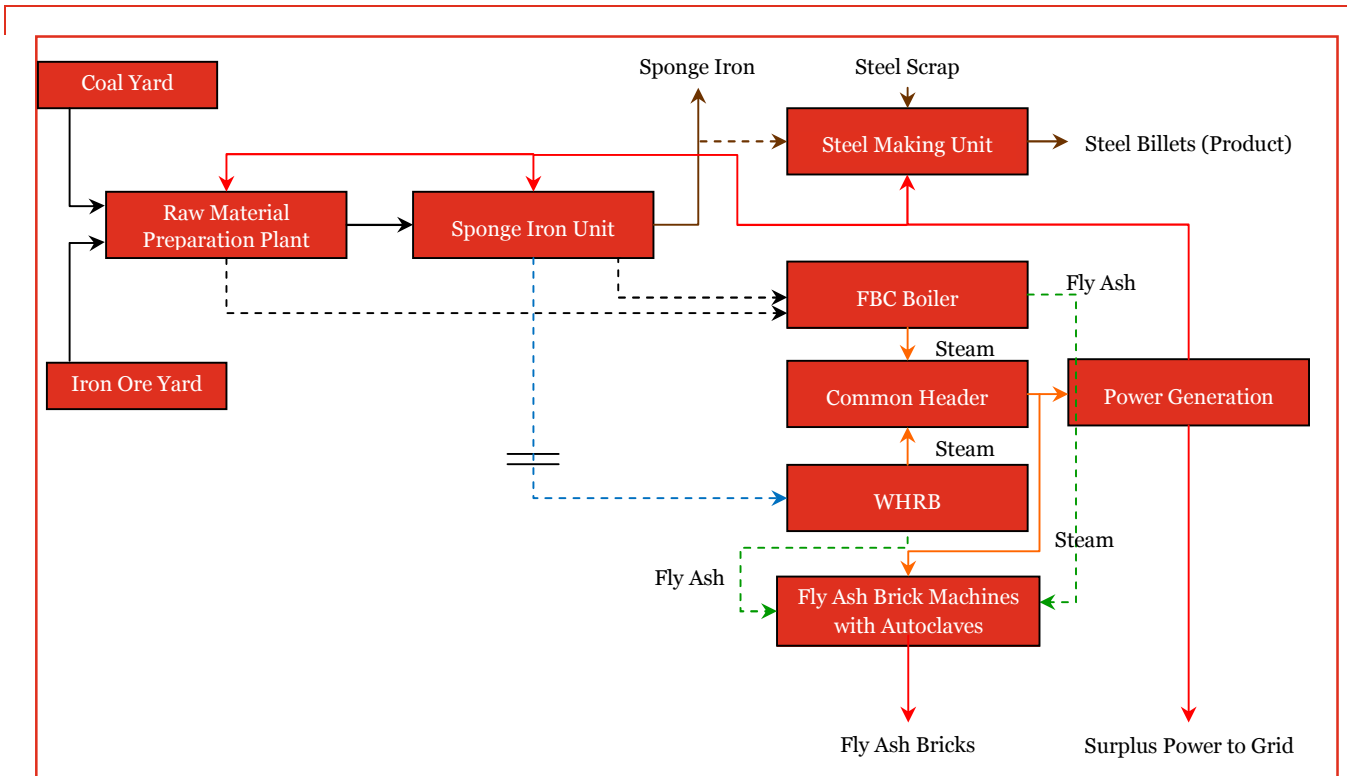 Sponge Iron
Steel Scrap
Coal Yard
Steel Making Unit
Steel Billets (Product)
Raw Material
Preparation Plant
Sponge Iron Unit
FBC Boiler
Fly Ash
Steam
Iron Ore Yard
Common Header
Power Generation
Steam
WHRB
Steam
Fly Ash
Fly Ash Brick Machines
with Autoclaves
Fly Ash Bricks
Surplus Power to Grid